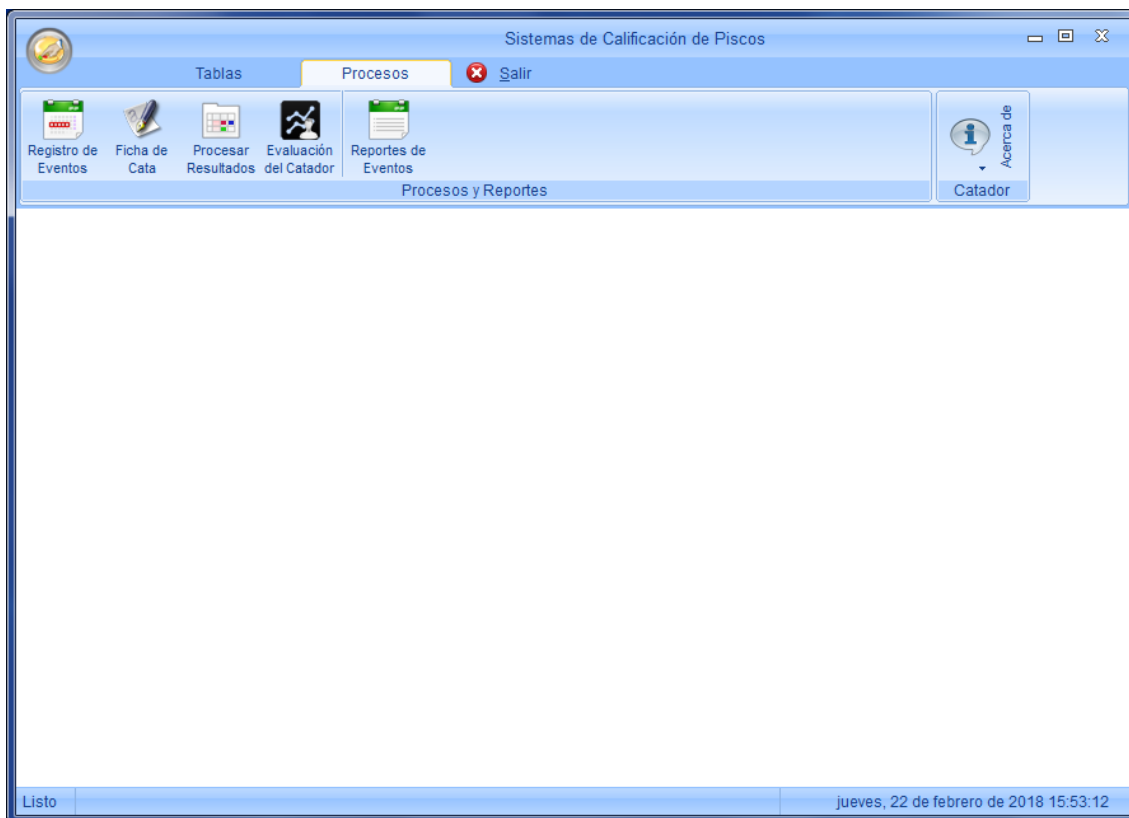 Sistemas de Calificación de Piscos
Tablas Procesos Salir
Registro de Eventos
Ficha de Cata
Procesar Resultados
Evaluación del Catador
Reportes de Eventos
Acerca de
Procesos y Reportes
Catador
Listo
jueves, 22 de febrero de 2018 15:53:12